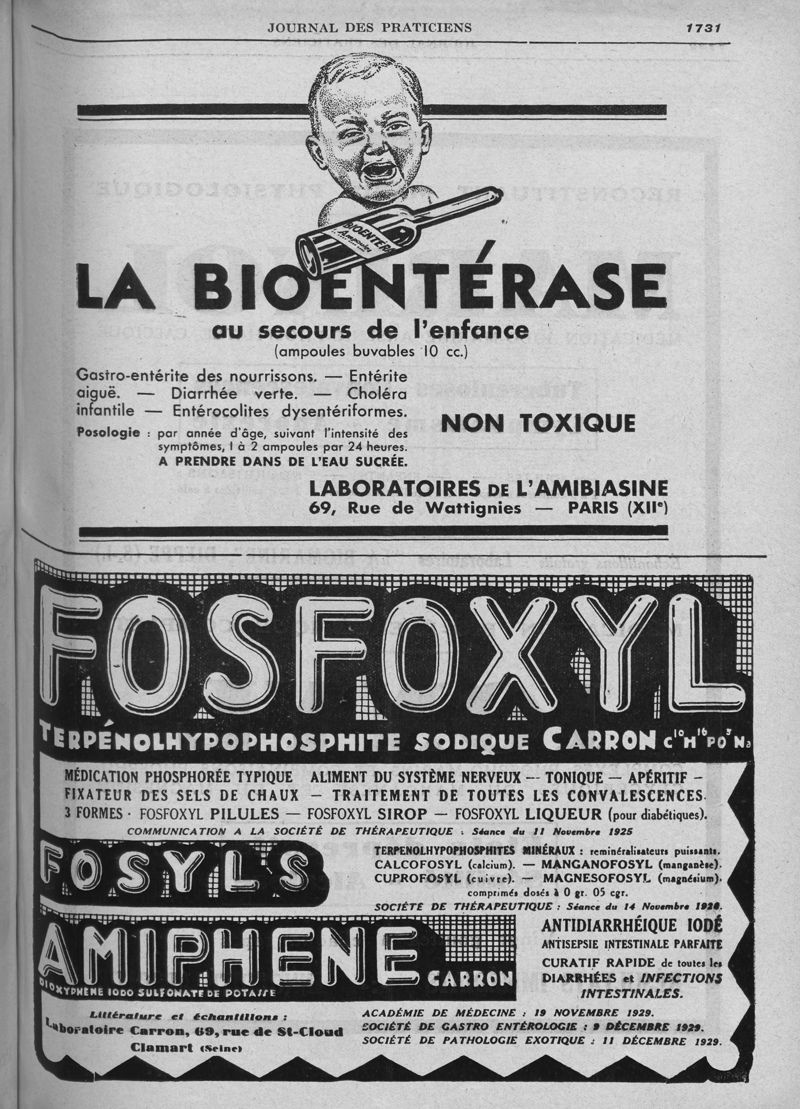 JOURNAL DES PRATICIENS 1731
BIOENTÉRA
Ampoules
LA BIOENTÉRASE
au secours de l'enfance
(ampoules buvables 10 cc.)
Gastro-entérite des nourrissons. — Entérite
aiguë. — Diarrhée verte. — Choléra
infantile — Entérocolites dysentériformes.
NON TOXIQUE
Posologie : par année d'âge, suivant l'intensité des
symptômes, 1 à 2 ampoules par 24 heures.
A PRENDRE DANS DE L'EAU SUCRÉE.
LABORATOIRES DE L'AMIBIASINE
69, Rue de Wattignies — PARIS (XIIe)
FOSFOXYL
TERPÉNOLHYPOPHOSPHITE SODIQUE CARRON C10H16PO3Na
MÉDICATION PHOSPHORÉE TYPIQUE ALIMENT DU SYSTÈME NERVEUX — TONIQUE — APÉRITIF —
FIXATEUR DES SELS DE CHAUX — TRAITEMENT DE TOUTES LES CONVALESCENCES.
3 FORMES · FOSFOXYL PILULES — FOSFOXYL SIROP — FOSFOXYL LIQUEUR (pour diabétiques).
COMMUNICATION A LA SOCIÉTÉ DE THÉRAPEUTIQUE : Séance du 11 Novembre 1925
FOSYLS
TERPENOLHYPOPHOSPHITES MINÉRAUX : reminéralisateurs puissants.
CALCOFOSYL (calcium). — MANGANOFOSYL (manganèse).
CUPROFOSYL (cuivre). — MAGNESOFOSYL (magnésium).
comprimés dosés à 0 gr. 05 cgr.
SOCIÉTÉ DE THÉRAPEUTIQUE : Séance du 14 Novembre
AMIPHENE
CARRON
DIOXYPHENE IODO SULFONATE DE POTASSE
ANTIDIARRHÉIQUE IODÉ
ANTISEPSIE INTESTINALE PARFAITE
CURATIF RAPIDE de toutes les
DIARRHÉES et INFECTIONS
INTESTINALES.
Littérature et échantillons :
Laboratoire Carron, 69, rue de St-Cloud
Clamart (Seine)
ACADÉMIE DE MÉDECINE : 19 NOVEMBRE 1929.
SOCIÉTÉ DE GASTRO ENTÉROLOGIE : 9 DÉCEMBRE 1929.
SOCIÉTÉ DE PATHOLOGIE EXOTIQUE : 11 DÉCEMBRE 1929.